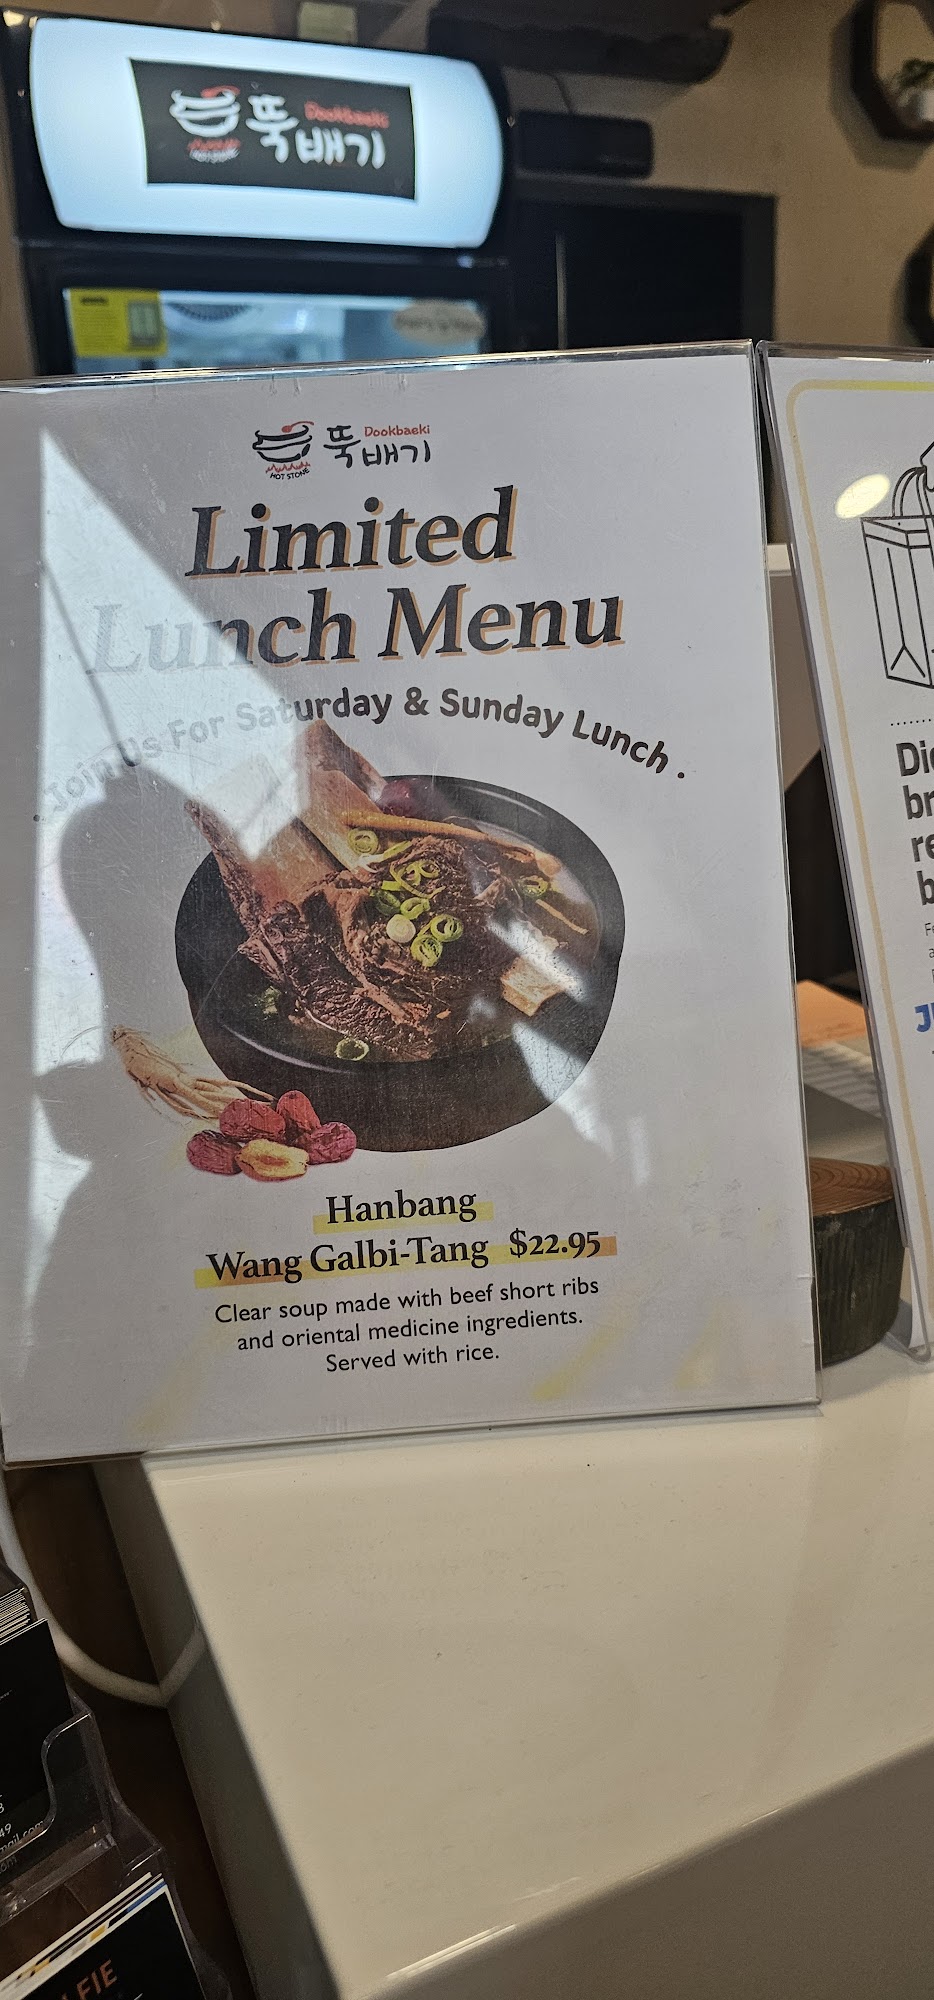 뚝배기
Dookbaeki
뚝배기
Dookbaeki
HOT STONE
Limited
Lunch Menu
Join Us For Saturday & Sunday Lunch .
Hanbang
Wang Galbi-Tang $22.95
Clear soup made with beef short ribs
and oriental medicine ingredients.
Served with rice.